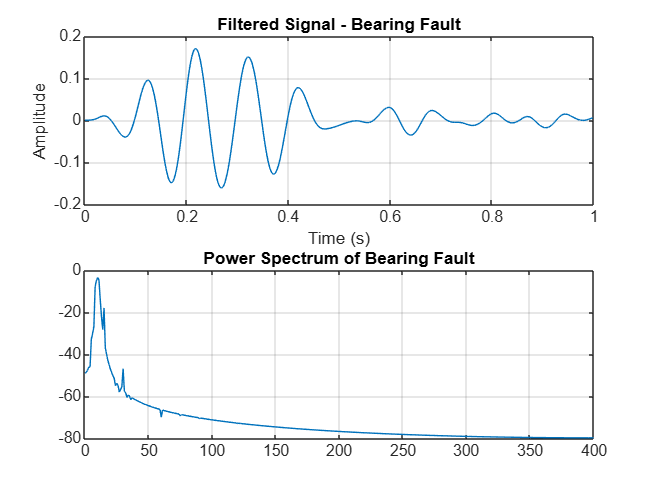 Filtered Signal - Bearing Fault
0.2
0.1
0
-0.1
-0.2
Amplitude
0 0.2 0.4 0.6 0.8 1
Time (s)
Power Spectrum of Bearing Fault
0
-20
-40
-60
-80
0 50 100 150 200 250 300 350 400